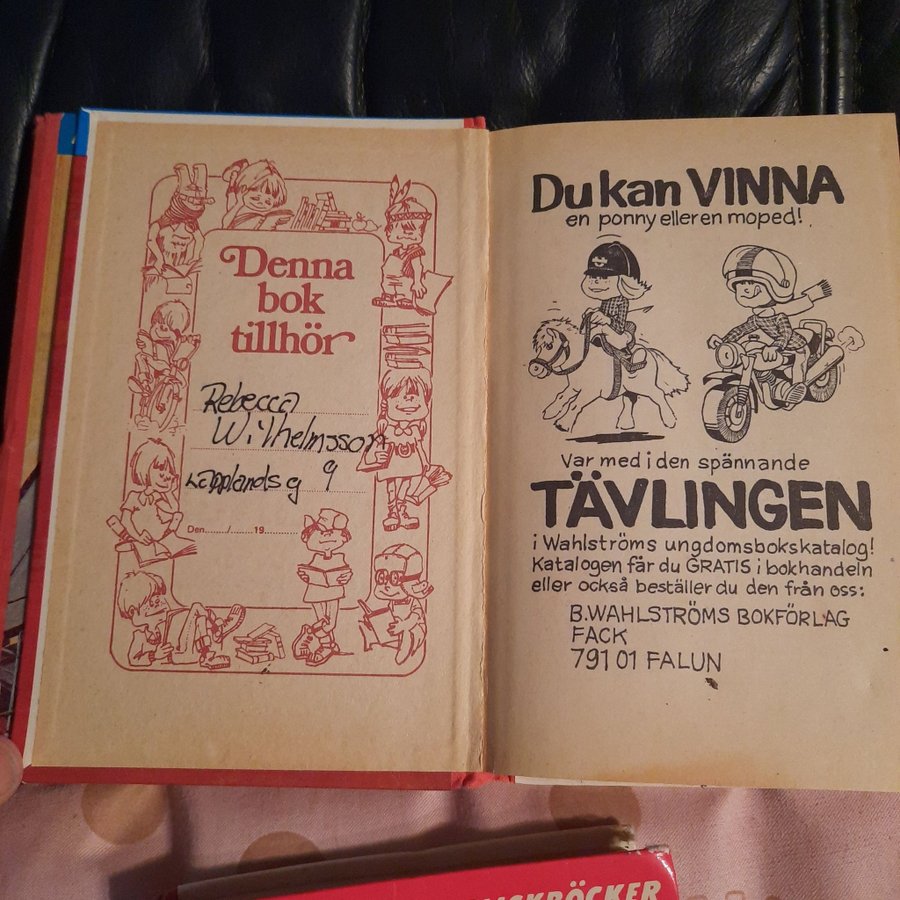 Denna
bok
tillhör
Rebecca
Wilhelmsson
Lapplandsg 9
Den....../......19............
Du kan VINNA
en ponny eller en moped!
Var med i den spännande
TÄVLINGEN
i Wahlströms ungdomsbokskatalog!
Katalogen får du GRATIS i bokhandeln
eller också beställer du den från oss:
B.WAHLSTRÖMS BOKFÖRLAG
FACK
791 01 FALUN